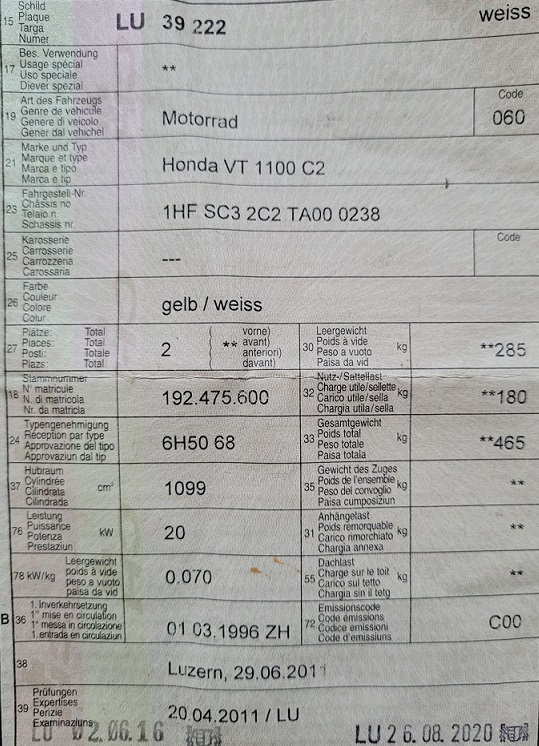 15 Schild
Plaque
Targa
Numer
LU 39 222 weiss
17 Bes. Verwendung
Usage spécial
Uso speciale
Diever spezial
**
19 Art des Fahrzeugs
Genre de véhicule
Genere di veicolo
Gener dal vehichel
Motorrad
Code
060
21 Marke und Typ
Marque et type
Marca e tipo
Marca e tip
Honda VT 1100 C2
23 Fahrgestell-Nr.
Châssis no
Telaio n.
Schassis nr.
1HF SC3 2C2 TA00 0238
25 Karosserie
Carrosserie
Carrozzeria
Carossaria
---
Code
26 Farbe
Couleur
Colore
Colur
gelb / weiss
27 Plätze: Total
Places: Total
Posti: Totale
Plazs: Total
2
vorne)
** avant)
anteriori)
davant)
30 Leergewicht
Poids à vide
Peso a vuoto
Paisa da vid
kg
**285
18 Stammnummer
N° matricule
N. di matricola
Nr. da matricla
192.475.600
32 Nutz-/Sattellast
Charge utile/sellette
Carico utile/sella
Chargia utila/sella
kg
**180
24 Typengenehmigung
Réception par type
Approvazione del tipo
Approvaziun dal tip
6H50 68
33 Gesamtgewicht
Poids total
Peso totale
Paisa totala
kg
**465
37 Hubraum
Cylindrée
Cilindrata
Cilindrada
cm³
1099
35 Gewicht des Zuges
Poids de l'ensemble
Peso del convoglio
Paisa cumposiziun
kg
**
76 Leistung
Puissance
Potenza
Prestaziun
kW
20
31 Anhängelast
Poids remorquable
Carico rimorchiato
Chargia annexa
kg
**
78 kW/kg
Leergewicht
poids à vide
peso a vuoto
paisa da vid
0.070
55 Dachlast
Charge sur le toit
Carico sul tetto
Chargia sin il tetg
kg
**
B 36 1. Inverkehrsetzung
1re mise en circulation
1a messa in circolazione
1. entrada en circulaziun
01 03.1996 ZH
72 Emissionscode
Code émissions
Codice emissioni
Code d'emissiuns
C00
38
Luzern, 29.06.2011
39 Prüfungen
Expertises
Perizie
Examinaziuns
20.04.2011 / LU
LU 02.06.16
LU 26.08.2020